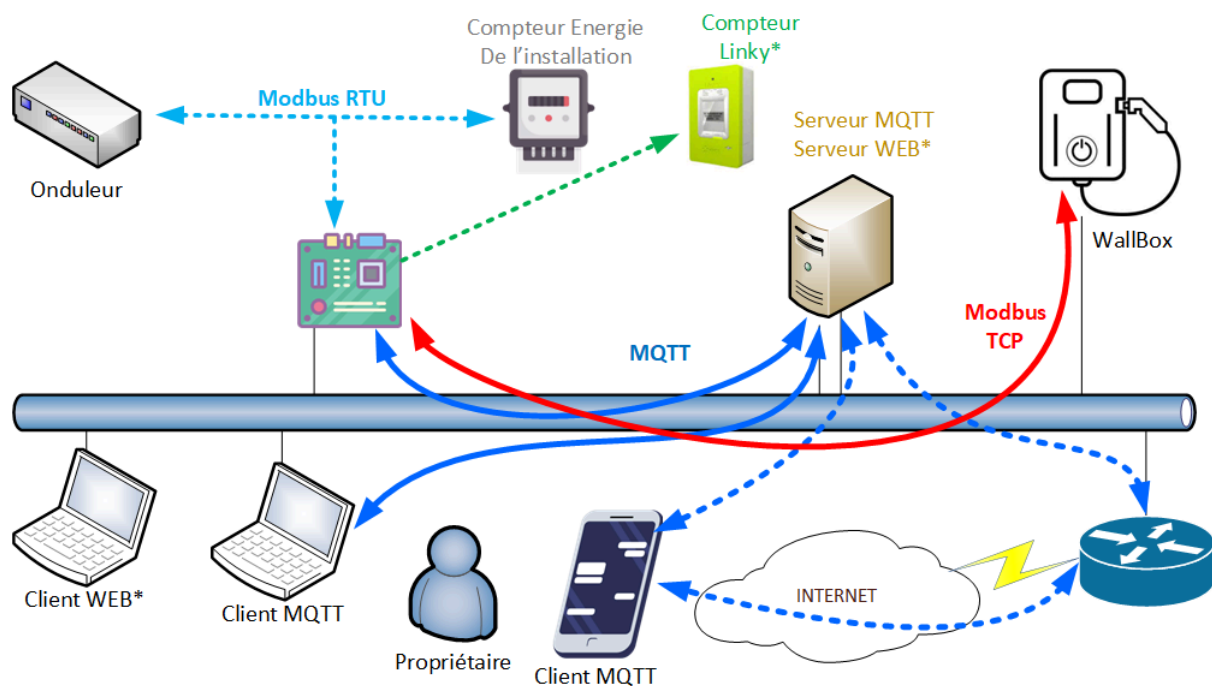 Compteur Energie
De l'installation
Compteur
Linky*
Modbus RTU
Serveur MQTT
Serveur WEB*
Onduleur
WallBox
Modbus
TCP
MQTT
Client WEB*
Client MQTT
Propriétaire
Client MQTT
INTERNET